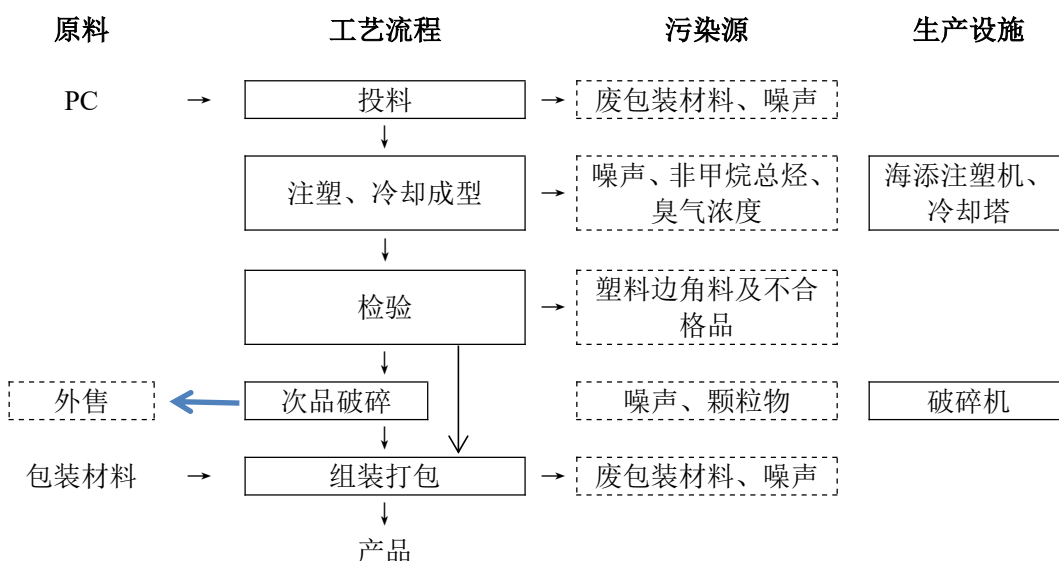 原料 工艺流程 污染源 生产设施
PC 投料 废包装材料、噪声
注塑、冷却成型 噪声、非甲烷总烃、
臭气浓度 海添注塑机、
冷却塔
检验 塑料边角料及不合
格品
外售 次品破碎 噪声、颗粒物 破碎机
包装材料 组装打包 废包装材料、噪声
产品